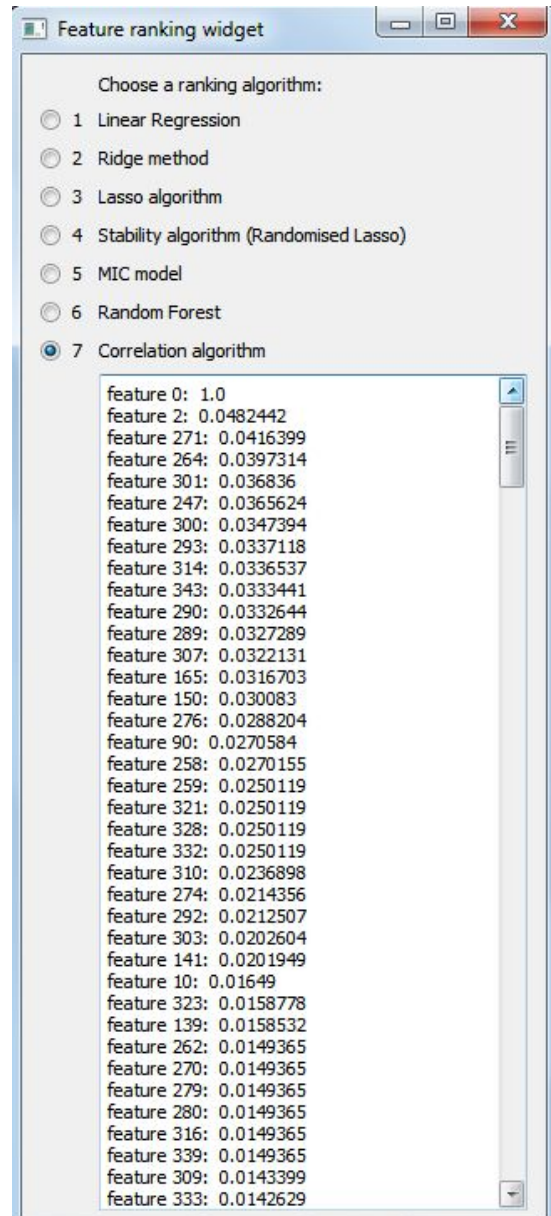 Feature ranking widget
Choose a ranking algorithm:
1 Linear Regression
2 Ridge method
3 Lasso algorithm
4 Stability algorithm (Randomised Lasso)
5 MIC model
6 Random Forest
7 Correlation algorithm
feature 0: 1.0
feature 2: 0.0482442
feature 271: 0.0416399
feature 264: 0.0397314
feature 301: 0.036836
feature 247: 0.0365624
feature 300: 0.0347394
feature 293: 0.0337118
feature 314: 0.0336537
feature 343: 0.0333441
feature 290: 0.0332644
feature 289: 0.0327289
feature 307: 0.0322131
feature 165: 0.0316703
feature 150: 0.030083
feature 276: 0.0288204
feature 90: 0.0270584
feature 258: 0.0270155
feature 259: 0.0250119
feature 321: 0.0250119
feature 328: 0.0250119
feature 332: 0.0250119
feature 310: 0.0236898
feature 274: 0.0214356
feature 292: 0.0212507
feature 303: 0.0202604
feature 141: 0.0201949
feature 10: 0.01649
feature 323: 0.0158778
feature 139: 0.0158532
feature 262: 0.0149365
feature 270: 0.0149365
feature 279: 0.0149365
feature 280: 0.0149365
feature 316: 0.0149365
feature 339: 0.0149365
feature 309: 0.0143399
feature 333: 0.0142629